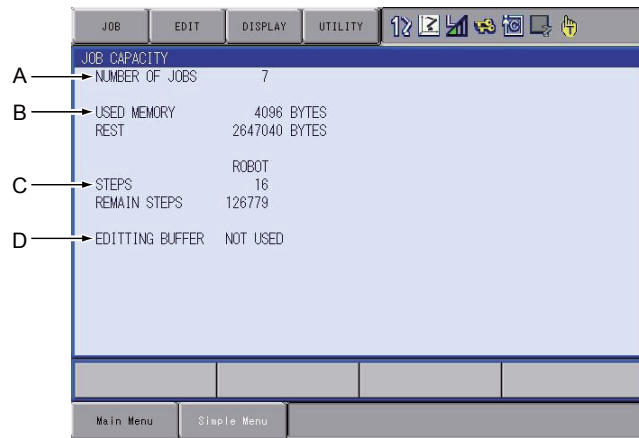 JOB EDIT DISPLAY UTILITY
JOB CAPACITY
A NUMBER OF JOBS 7
B USED MEMORY 4096 BYTES
REST 2647040 BYTES
ROBOT
C STEPS 16
REMAIN STEPS 126779
D EDITTING BUFFER NOT USED
Main Menu Simple Menu